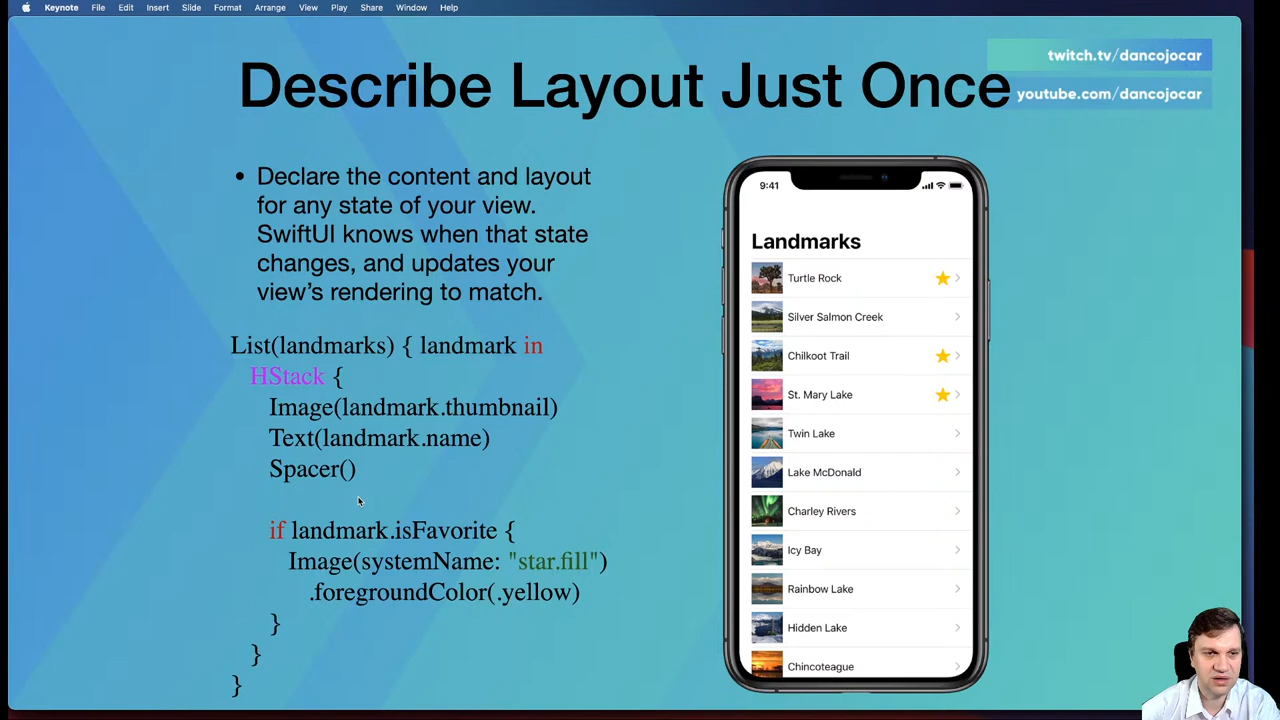 Keynote File Edit Insert Slide Format Arrange View Play Share Window Help
twitch.tv/dancojocar
Describe Layout Just Once
youtube.com/dancojocar
• Declare the content and layout
for any state of your view.
SwiftUI knows when that state
changes, and updates your
view's rendering to match.
List(landmarks) { landmark in
HStack {
Image(landmark.thumbnail)
Text(landmark.name)
Spacer()
if landmark.isFavorite {
Image(systemName: "star.fill")
.foregroundColor(.yellow)
}
}
}
9:41
Landmarks
Turtle Rock
Silver Salmon Creek
Chilkoot Trail
St. Mary Lake
Twin Lake
Lake McDonald
Charley Rivers
Icy Bay
Rainbow Lake
Hidden Lake
Chincoteague